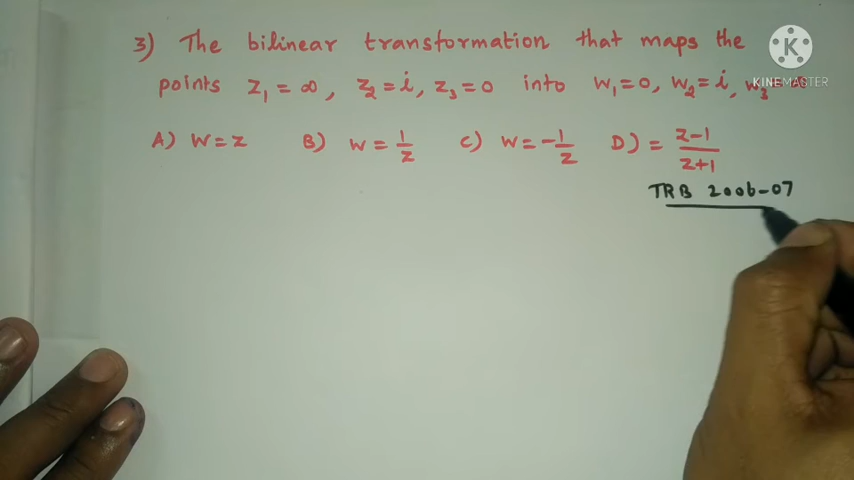 3) The bilinear transformation that maps the
points z₁ = ∞, z₂ = i, z₃ = 0 into w₁ = 0, w₂ = i, w₃ = ∞
A) w = z B) w = 1/z C) w = -1/z D) = z-1/z+1
TRB 2006-07
K
KINEMASTER